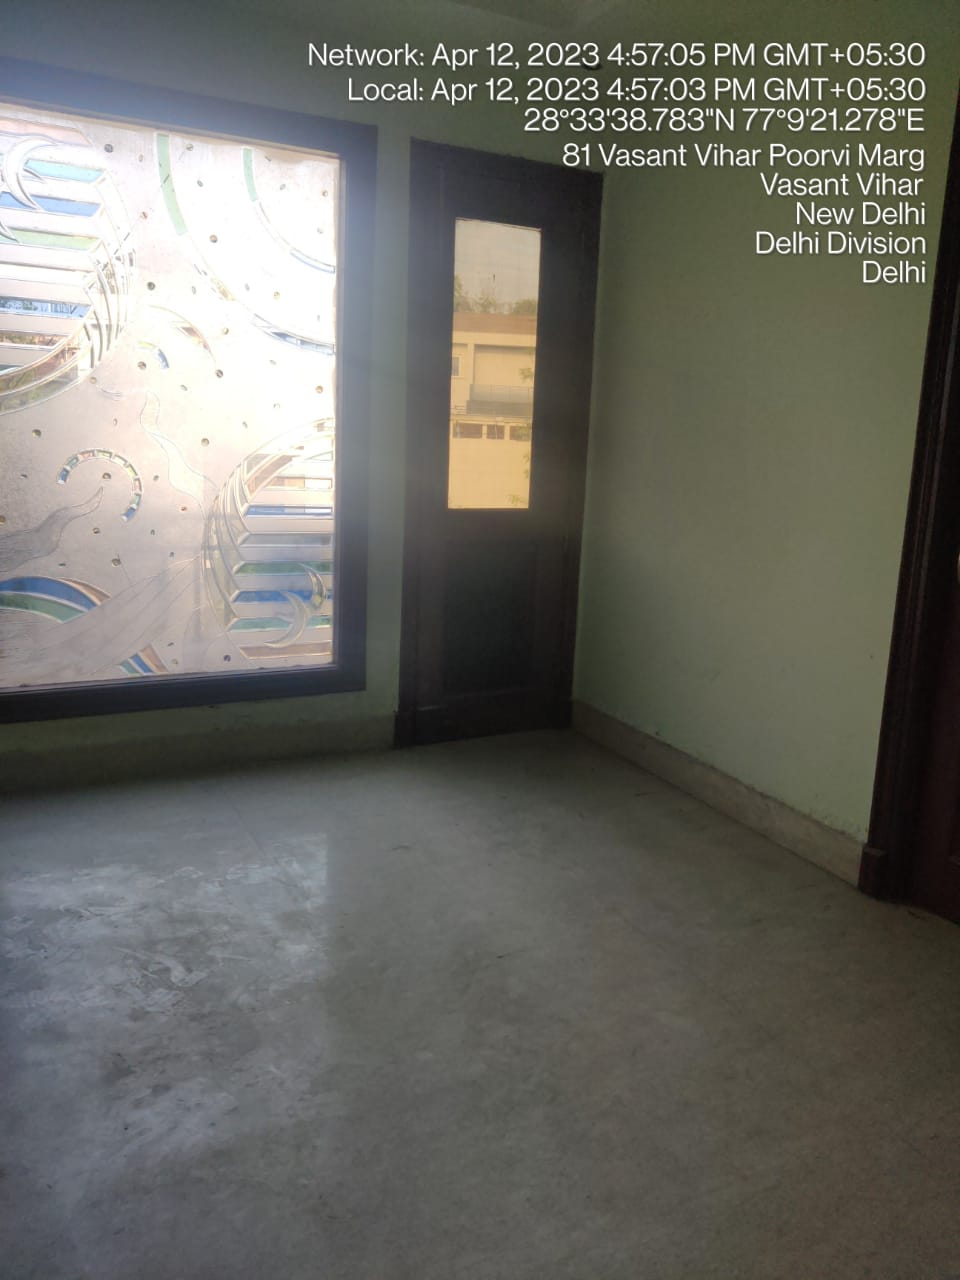 Network: Apr 12, 2023 4:57:05 PM GMT+05:30
Local: Apr 12, 2023 4:57:03 PM GMT+05:30
28°33'38.783"N 77°9'21.278"E
81 Vasant Vihar Poorvi Marg
Vasant Vihar
New Delhi
Delhi Division
Delhi